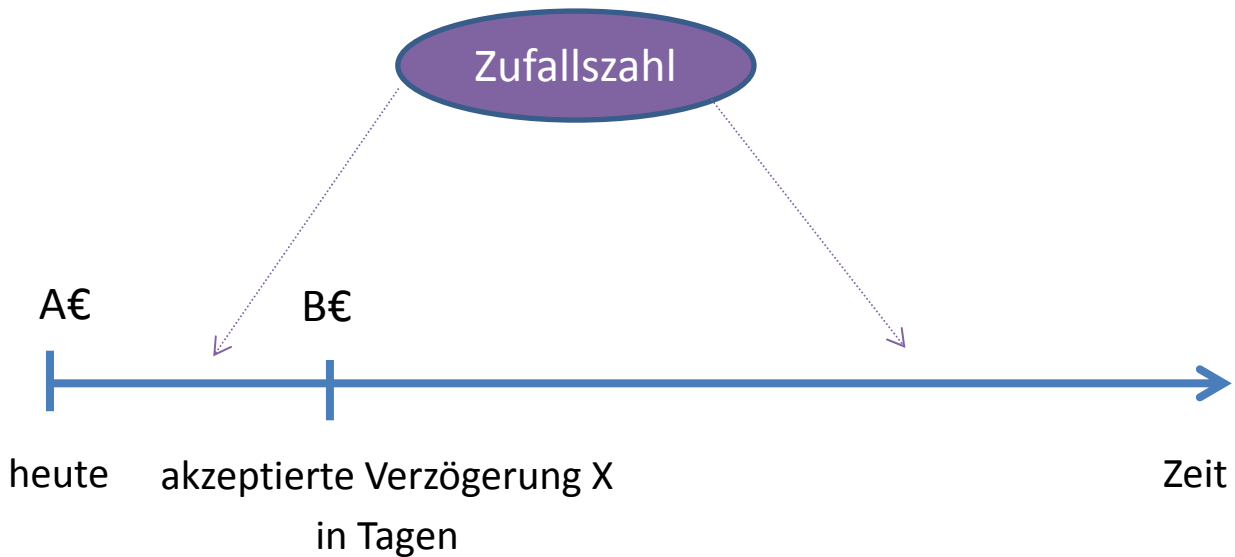 Zufallszahl
A€
B€
heute
akzeptierte Verzögerung X
in Tagen
Zeit